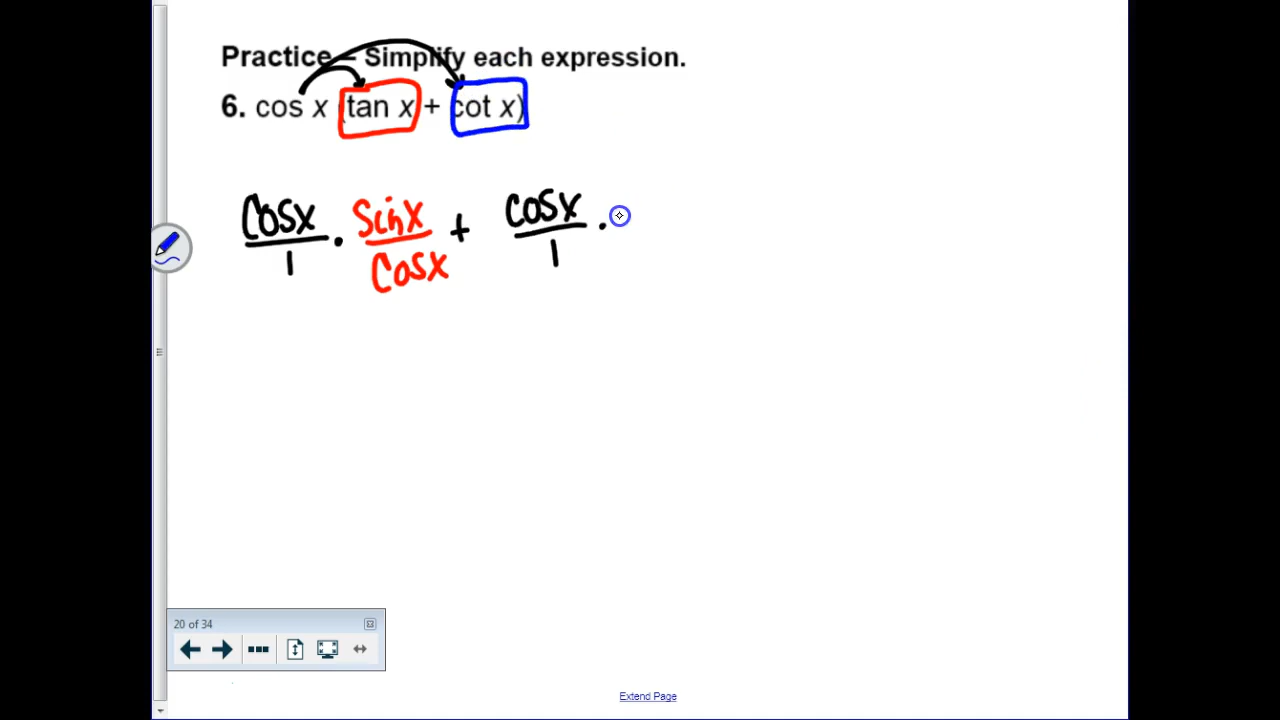 Practice – Simplify each expression.
6. cos x (tan x + cot x)
cosx/1 · sinx/cosx + cosx/1 ·
20 of 34
Extend Page